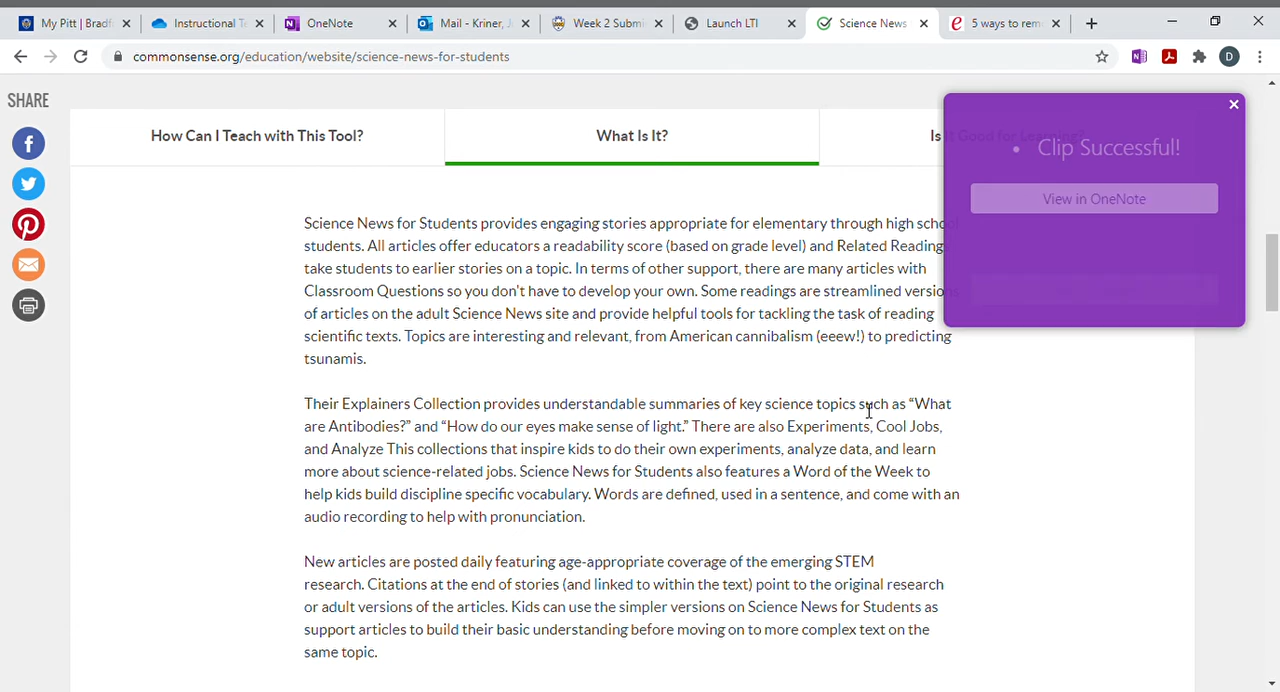 My Pitt | Bradf
Instructional Te
OneNote
Mail - Kriner, J
Week 2 Submi
Launch LTI
Science News
5 ways to rem
commonsense.org/education/website/science-news-for-students
D
SHARE
How Can I Teach with This Tool?
What Is It?
Is It Good for Learning?
Clip Successful!
View in OneNote
Science News for Students provides engaging stories appropriate for elementary through high school
students. All articles offer educators a readability score (based on grade level) and Related Readings
take students to earlier stories on a topic. In terms of other support, there are many articles with
Classroom Questions so you don't have to develop your own. Some readings are streamlined versions
of articles on the adult Science News site and provide helpful tools for tackling the task of reading
scientific texts. Topics are interesting and relevant, from American cannibalism (eeew!) to predicting
tsunamis.
Their Explainers Collection provides understandable summaries of key science topics such as “What
are Antibodies?” and “How do our eyes make sense of light.” There are also Experiments, Cool Jobs,
and Analyze This collections that inspire kids to do their own experiments, analyze data, and learn
more about science-related jobs. Science News for Students also features a Word of the Week to
help kids build discipline specific vocabulary. Words are defined, used in a sentence, and come with an
audio recording to help with pronunciation.
New articles are posted daily featuring age-appropriate coverage of the emerging STEM
research. Citations at the end of stories (and linked to within the text) point to the original research
or adult versions of the articles. Kids can use the simpler versions on Science News for Students as
support articles to build their basic understanding before moving on to more complex text on the
same topic.